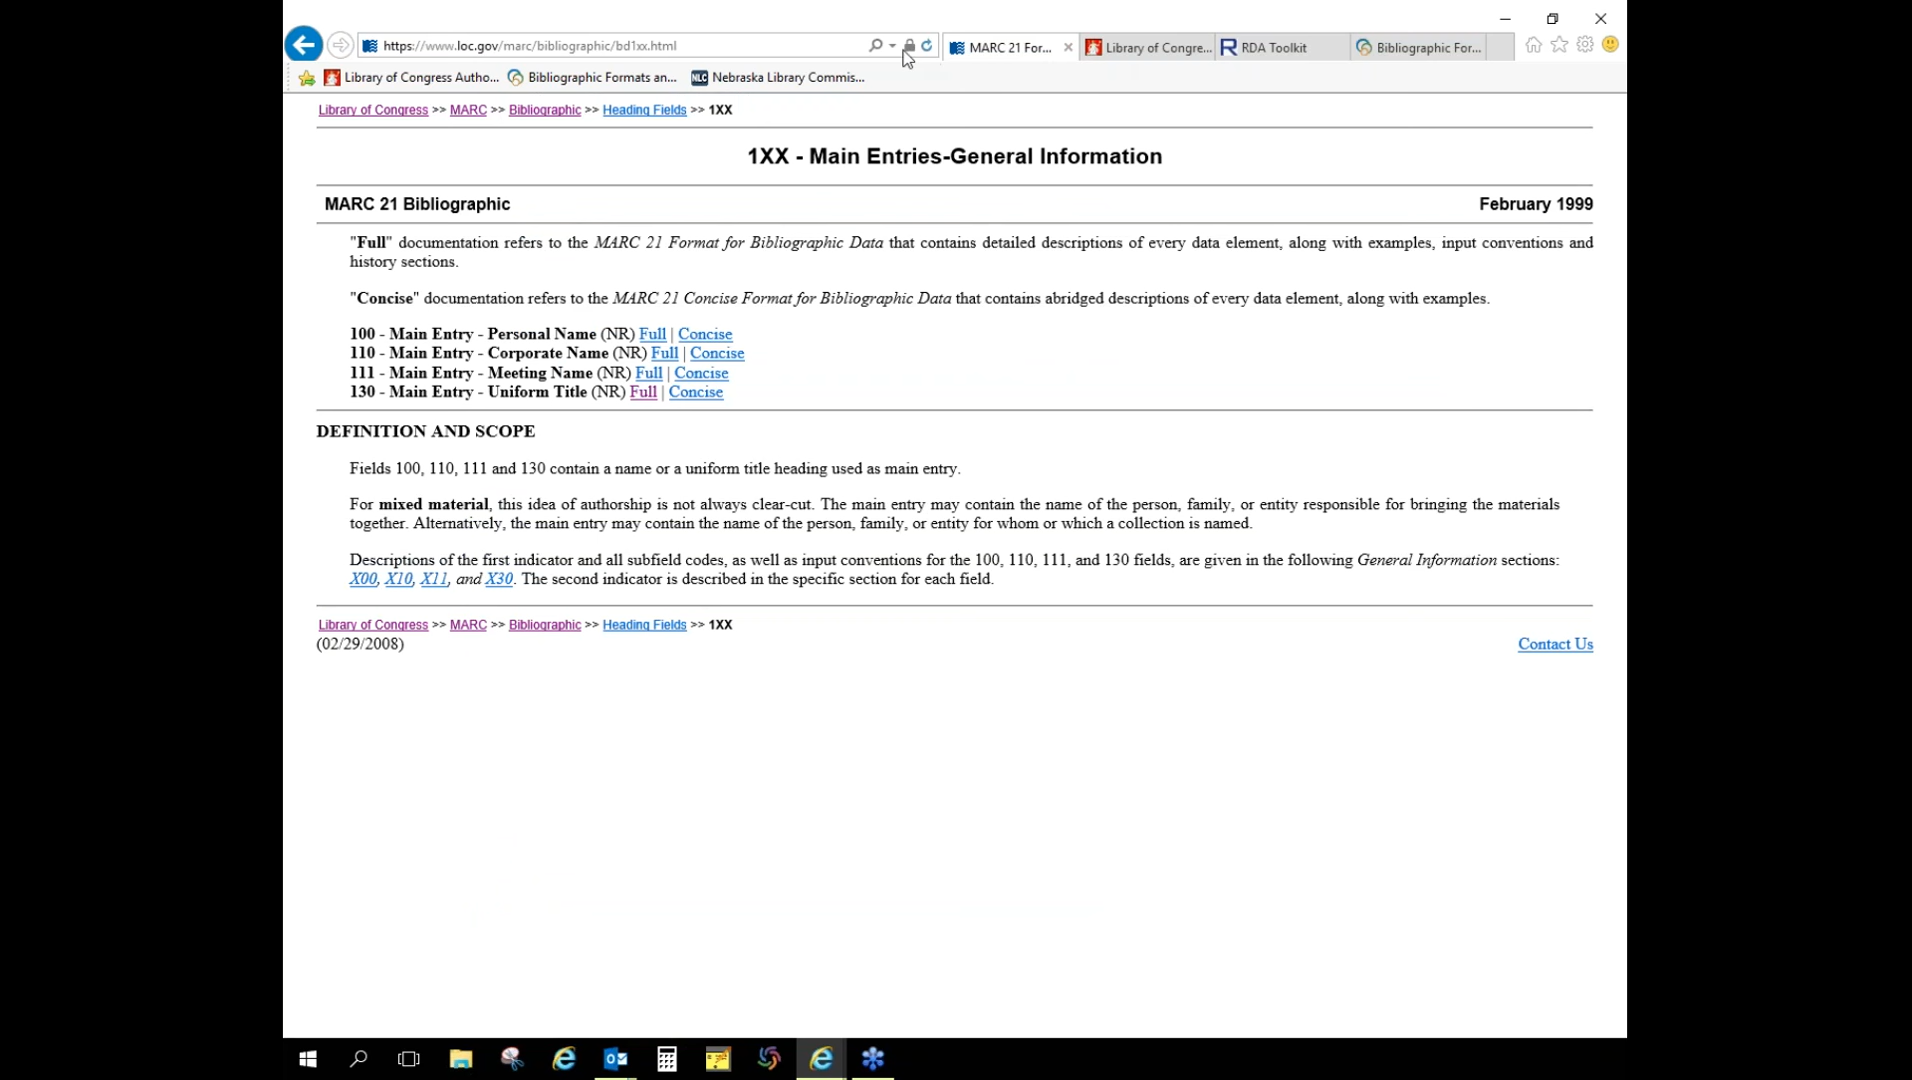 https://www.loc.gov/marc/bibliographic/bd1xx.html
MARC 21 For...
Library of Congre...
RDA Toolkit
Bibliographic For...
Library of Congress Autho...
Bibliographic Formats an...
NLC Nebraska Library Commis...
Library of Congress >> MARC >> Bibliographic >> Heading Fields >> 1XX
1XX - Main Entries-General Information
MARC 21 Bibliographic
February 1999
"Full" documentation refers to the MARC 21 Format for Bibliographic Data that contains detailed descriptions of every data element, along with examples, input conventions and
history sections.
"Concise" documentation refers to the MARC 21 Concise Format for Bibliographic Data that contains abridged descriptions of every data element, along with examples.
100 - Main Entry - Personal Name (NR) Full | Concise
110 - Main Entry - Corporate Name (NR) Full | Concise
111 - Main Entry - Meeting Name (NR) Full | Concise
130 - Main Entry - Uniform Title (NR) Full | Concise
DEFINITION AND SCOPE
Fields 100, 110, 111 and 130 contain a name or a uniform title heading used as main entry.
For mixed material, this idea of authorship is not always clear-cut. The main entry may contain the name of the person, family, or entity responsible for bringing the materials
together. Alternatively, the main entry may contain the name of the person, family, or entity for whom or which a collection is named.
Descriptions of the first indicator and all subfield codes, as well as input conventions for the 100, 110, 111, and 130 fields, are given in the following General Information sections:
X00, X10, X11, and X30. The second indicator is described in the specific section for each field.
Library of Congress >> MARC >> Bibliographic >> Heading Fields >> 1XX
(02/29/2008)
Contact Us